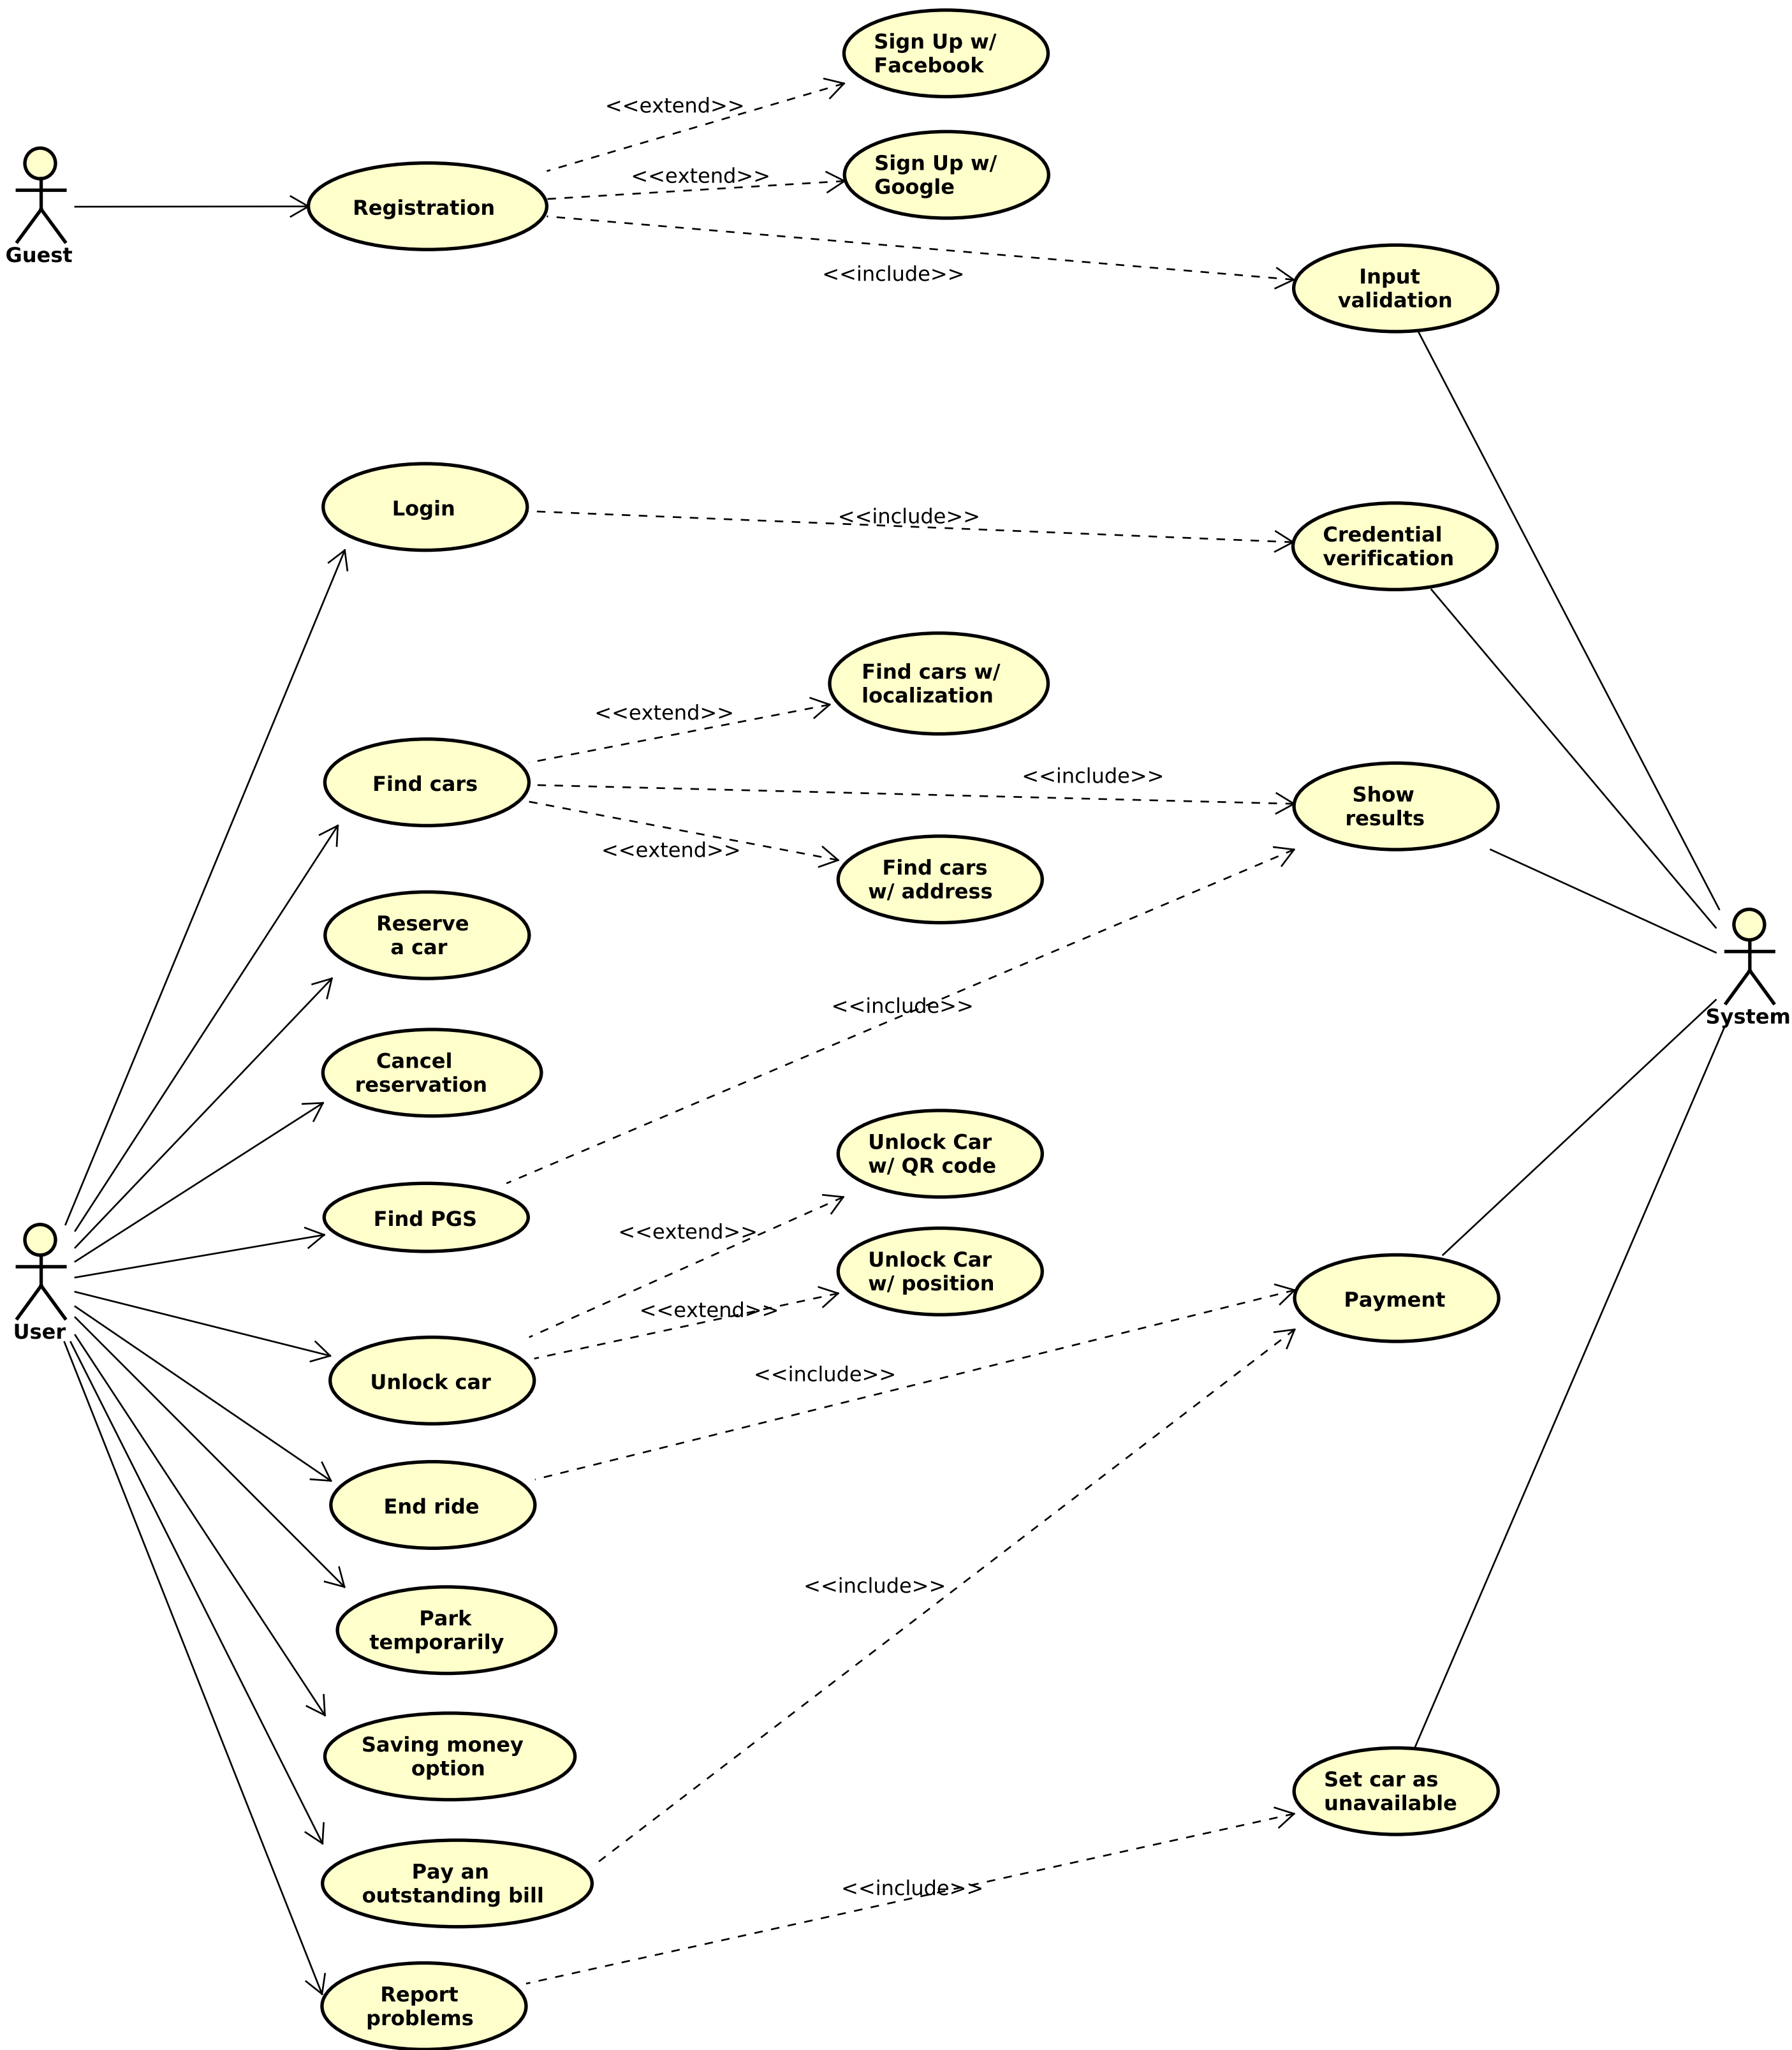 Sign Up w/
Facebook
<<extend>>
Sign Up w/
Google
<<extend>>
Registration
Guest
<<include>>
Input
validation
Login
<<include>>
Credential
verification
Find cars w/
localization
<<extend>>
Find cars
<<include>>
Show
results
<<extend>>
Find cars
w/ address
Reserve
a car
<<include>>
System
Cancel
reservation
Unlock Car
w/ QR code
Find PGS
<<extend>>
Unlock Car
w/ position
<<extend>>
Payment
User
Unlock car
<<include>>
End ride
<<include>>
Park
temporarily
Saving money
option
Set car as
unavailable
Pay an
outstanding bill
<<include>>
Report
problems